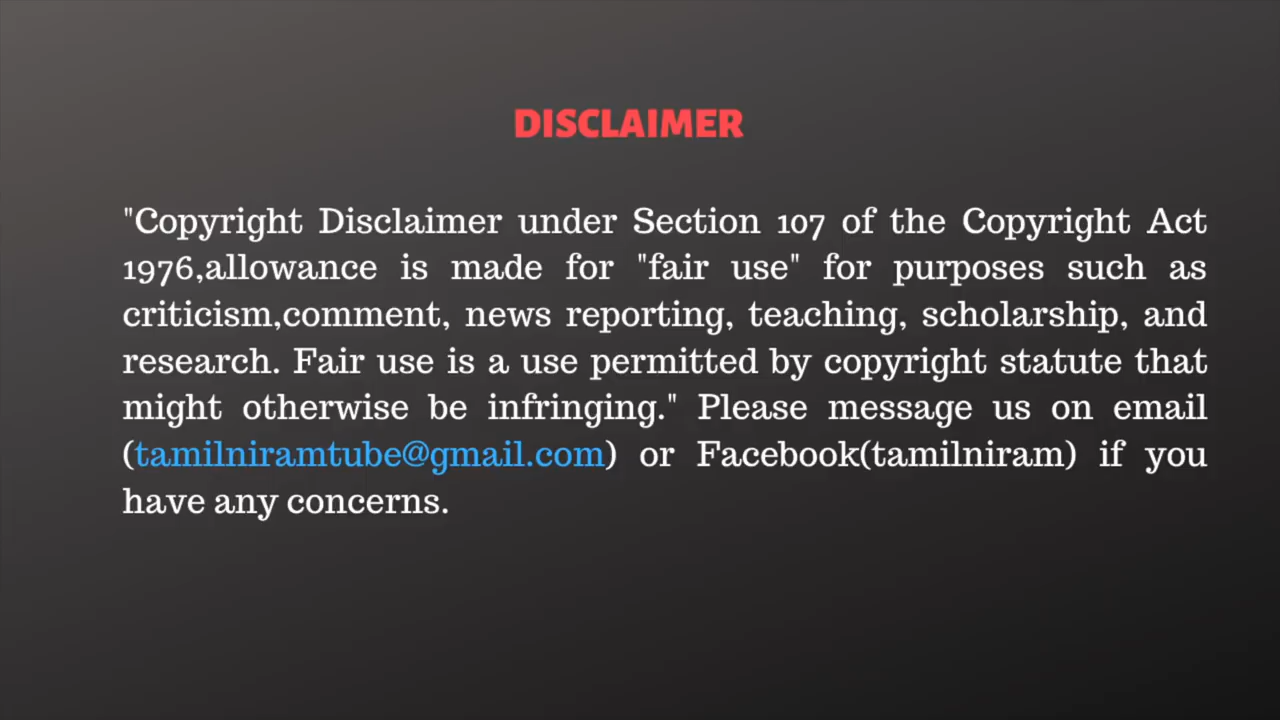 DISCLAIMER
"Copyright Disclaimer under Section 107 of the Copyright Act
1976,allowance is made for "fair use" for purposes such as
criticism,comment, news reporting, teaching, scholarship, and
research. Fair use is a use permitted by copyright statute that
might otherwise be infringing." Please message us on email
(tamilniramtube@gmail.com) or Facebook(tamilniram) if you
have any concerns.